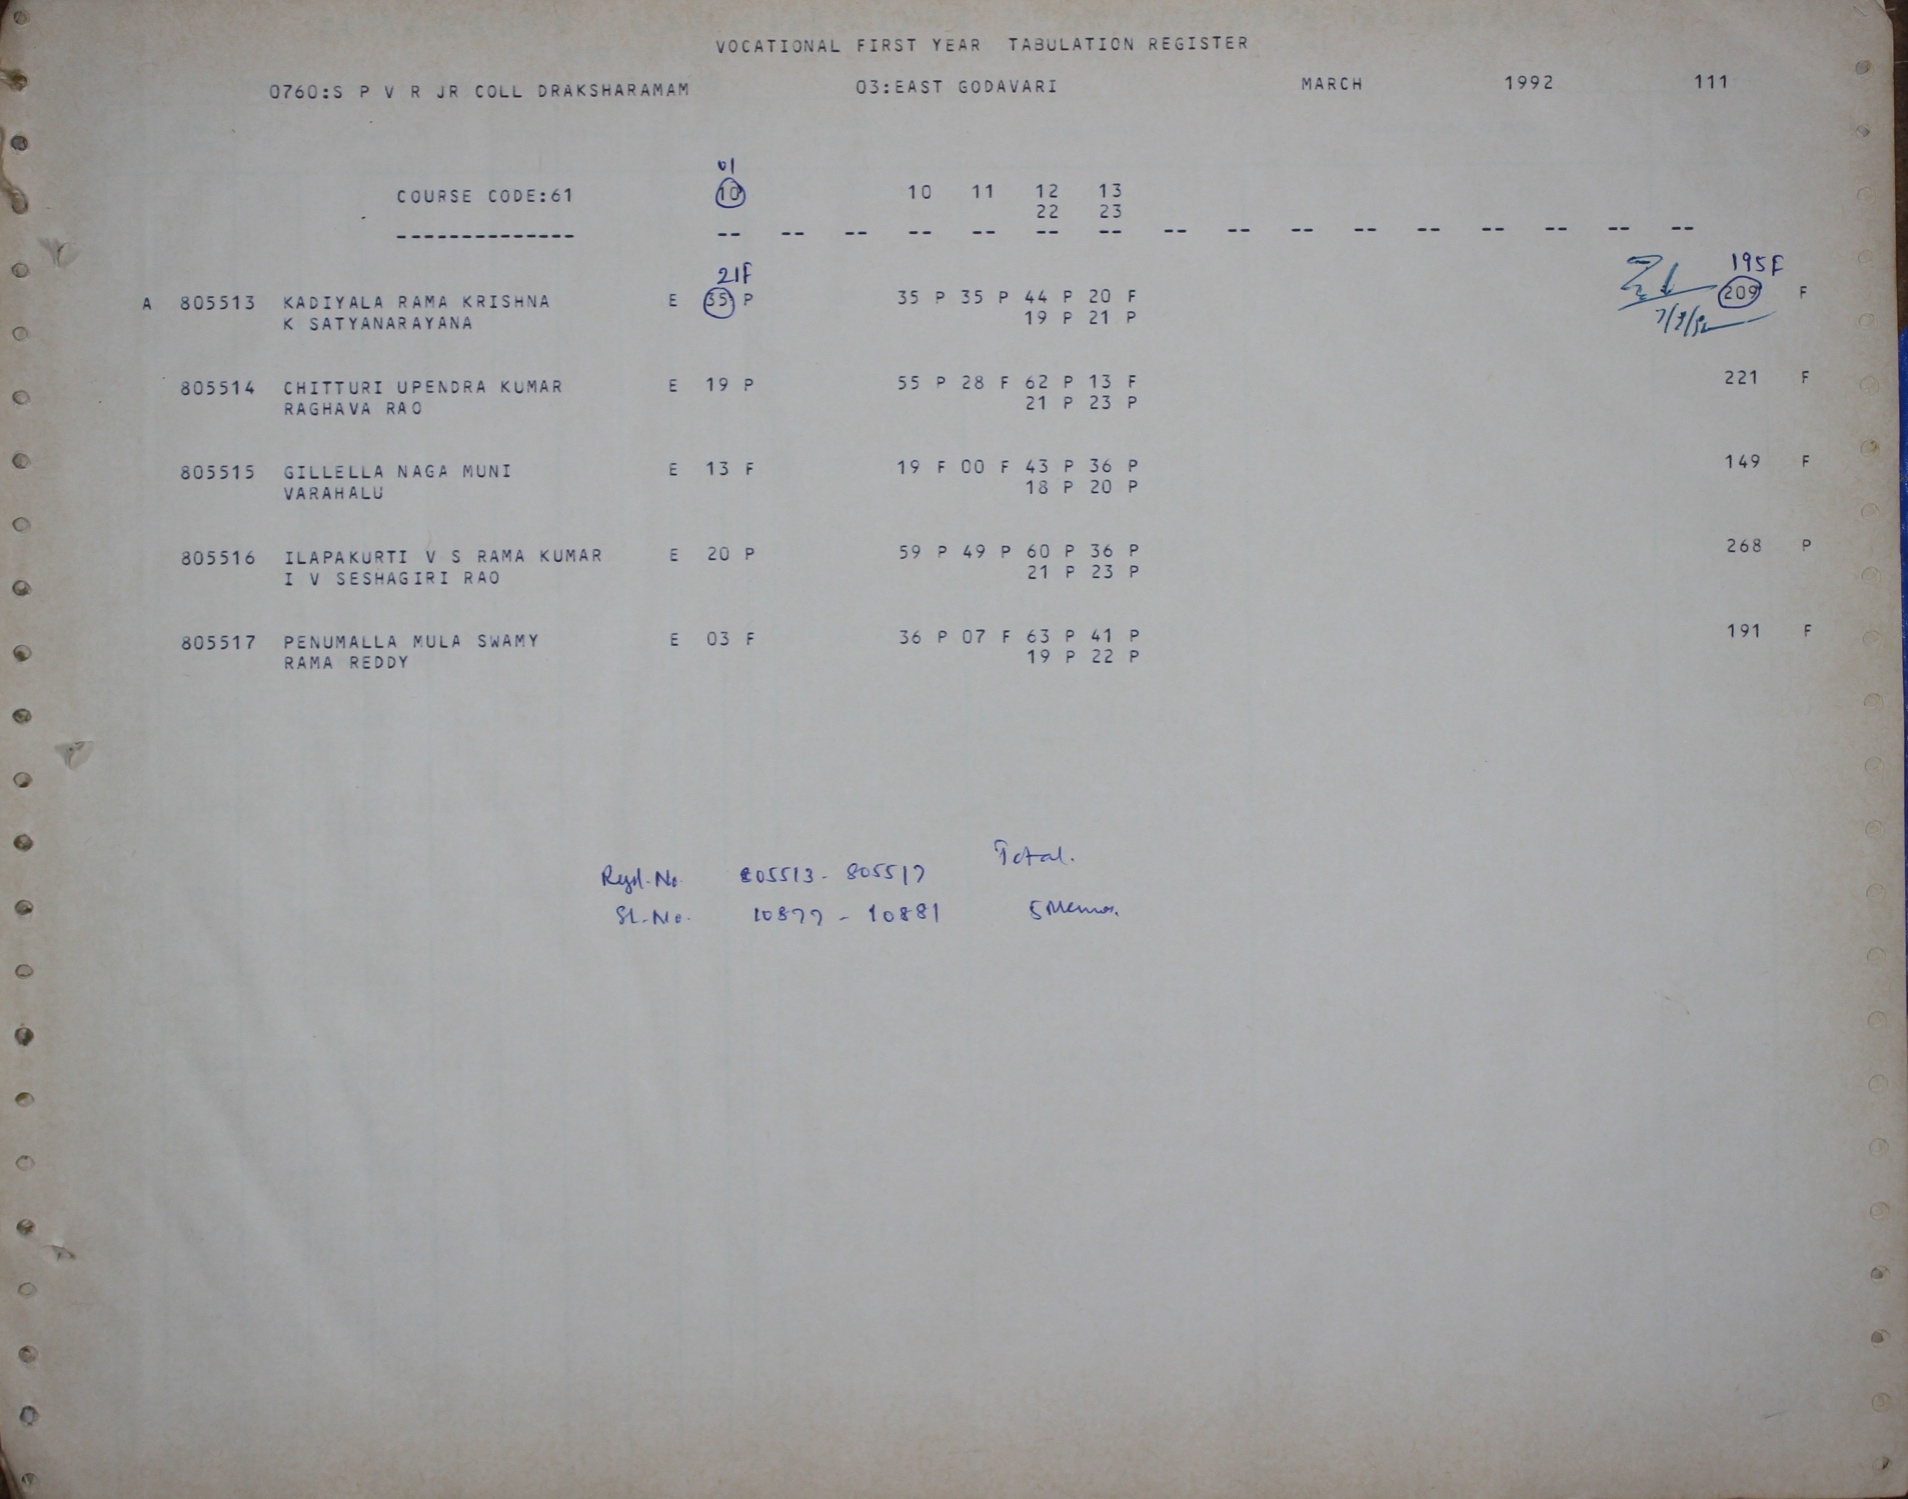 VOCATIONAL FIRST YEAR TABULATION REGISTER
0760:S P V R JR COLL DRAKSHARAMAM 03:EAST GODAVARI MARCH 1992 111
01
COURSE CODE:61 10 10 11 12 13
22 23
-------------- -- -- -- -- -- -- -- -- -- -- -- -- -- -- -- --
21F 195F
A 805513 KADIYALA RAMA KRISHNA E 35 P 35 P 35 P 44 P 20 F 209 F
K SATYANARAYANA 19 P 21 P
805514 CHITTURI UPENDRA KUMAR E 19 P 55 P 28 F 62 P 13 F 221 F
RAGHAVA RAO 21 P 23 P
805515 GILLELLA NAGA MUNI E 13 F 19 F 00 F 43 P 36 P 149 F
VARAHALU 18 P 20 P
805516 ILAPAKURTI V S RAMA KUMAR E 20 P 59 P 49 P 60 P 36 P 268 P
I V SESHAGIRI RAO 21 P 23 P
805517 PENUMALLA MULA SWAMY E 03 F 36 P 07 F 63 P 41 P 191 F
RAMA REDDY 19 P 22 P
Total.
Regd.No. 805513 - 805517
Sl.No. 10877 - 10881 5 Memos.